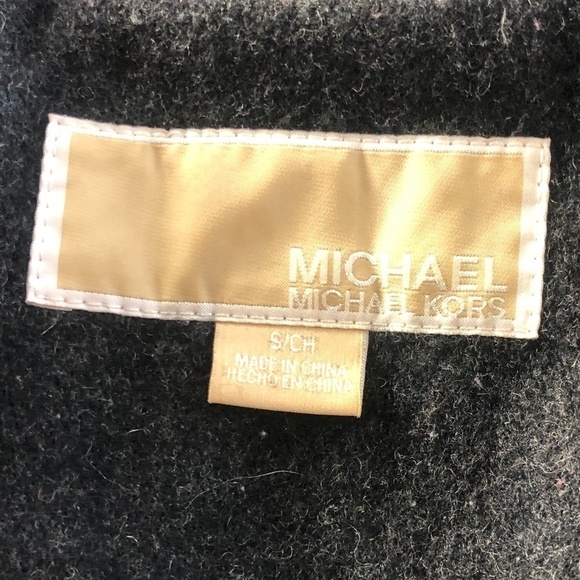 MICHAEL
MICHAEL KORS
S/CH
MADE IN CHINA
HECHO EN CHINA